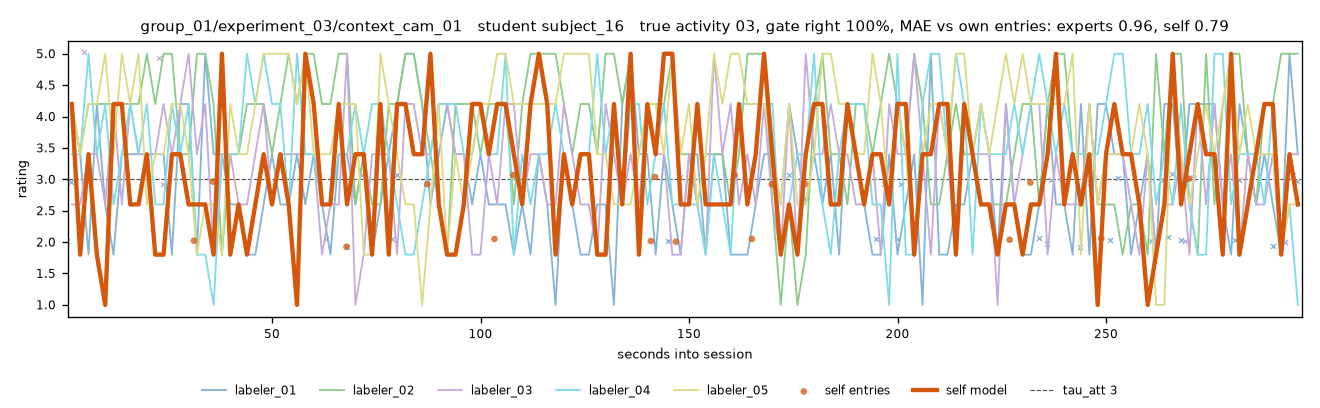 group_01/experiment_03/context_cam_01 student subject_16 true activity 03, gate right 100%, MAE vs own entries: experts 0.96, self 0.79
5.0
4.5
4.0
3.5
3.0
2.5
2.0
1.5
1.0
rating
50 100 150 200 250
seconds into session
labeler_01 labeler_02 labeler_03 labeler_04 labeler_05 self entries self model tau_att 3